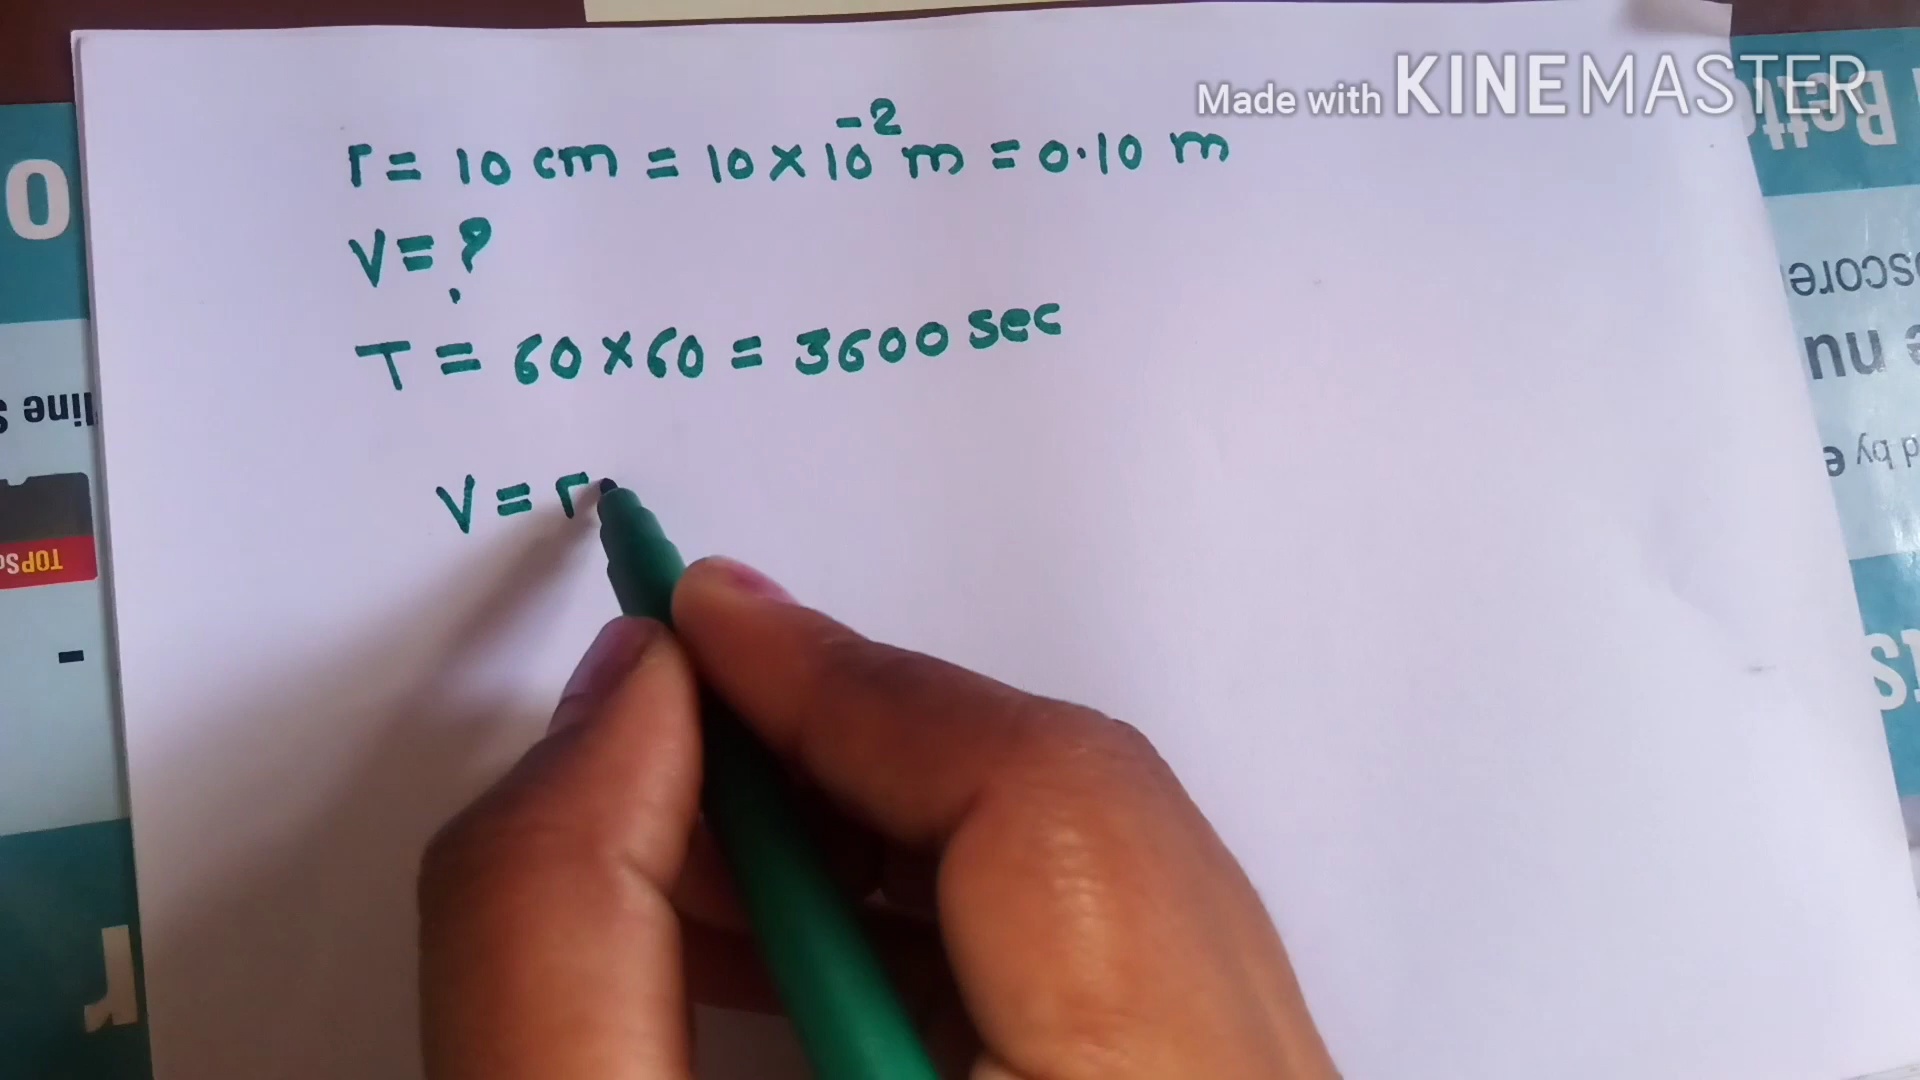 Made with KINEMASTER
r = 10 cm = 10 × 10⁻² m = 0.10 m
V = ?
T = 60 × 60 = 3600 sec
V = r